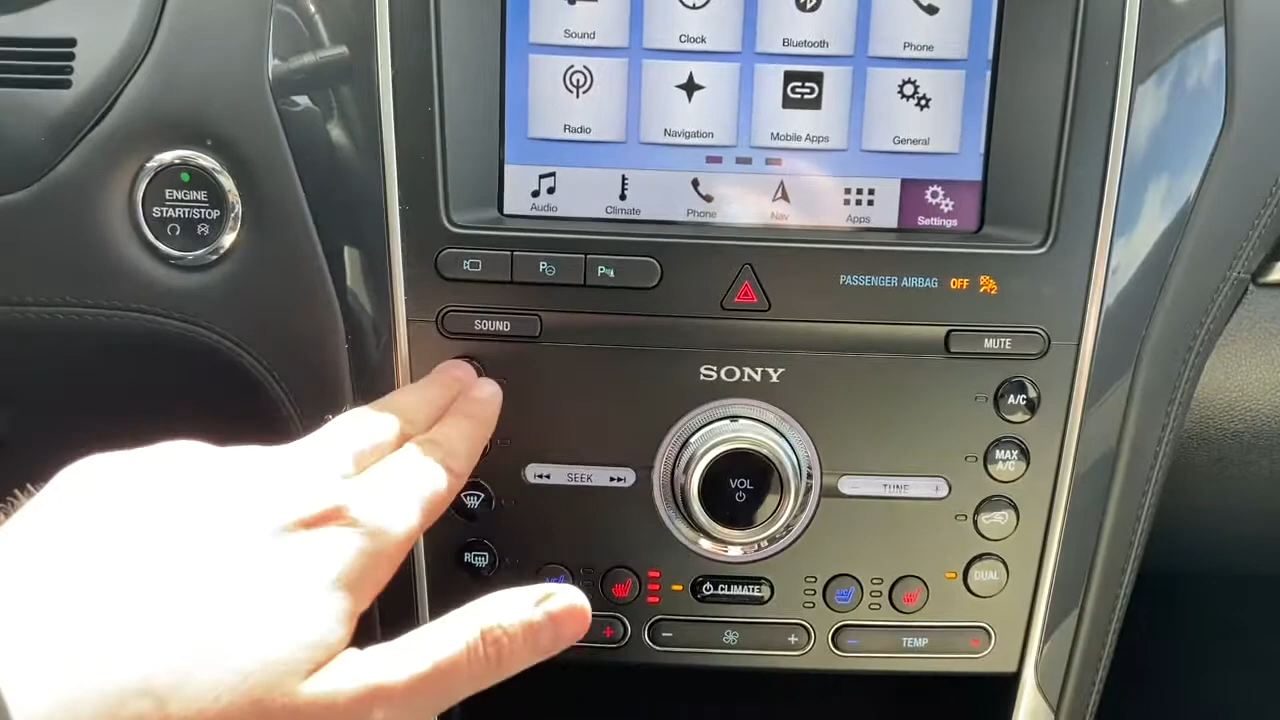 Sound
Clock
Bluetooth
Phone
Radio
Navigation
Mobile Apps
General
Audio
Climate
Phone
Nav
Apps
Settings
ENGINE
START/STOP
P
P
PASSENGER AIRBAG OFF 2
SOUND
MUTE
SONY
A/C
MAX
A/C
SEEK
VOL
- TUNE +
R
CLIMATE
DUAL
+
- +
- TEMP +